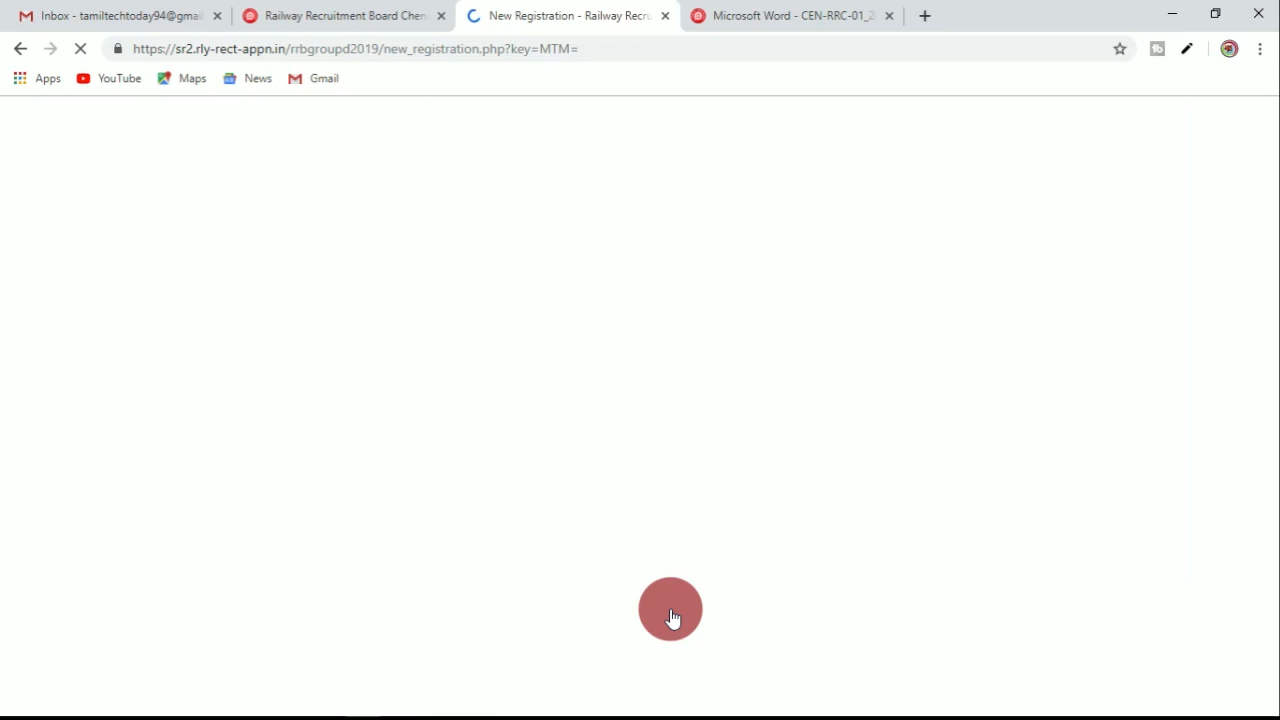 Inbox - tamiltechtoday94@gmai
Railway Recruitment Board Chen
New Registration - Railway Recru
Microsoft Word - CEN-RRC-01_2
https://sr2.rly-rect-appn.in/rrbgroupd2019/new_registration.php?key=MTM=
Apps
YouTube
Maps
News
Gmail